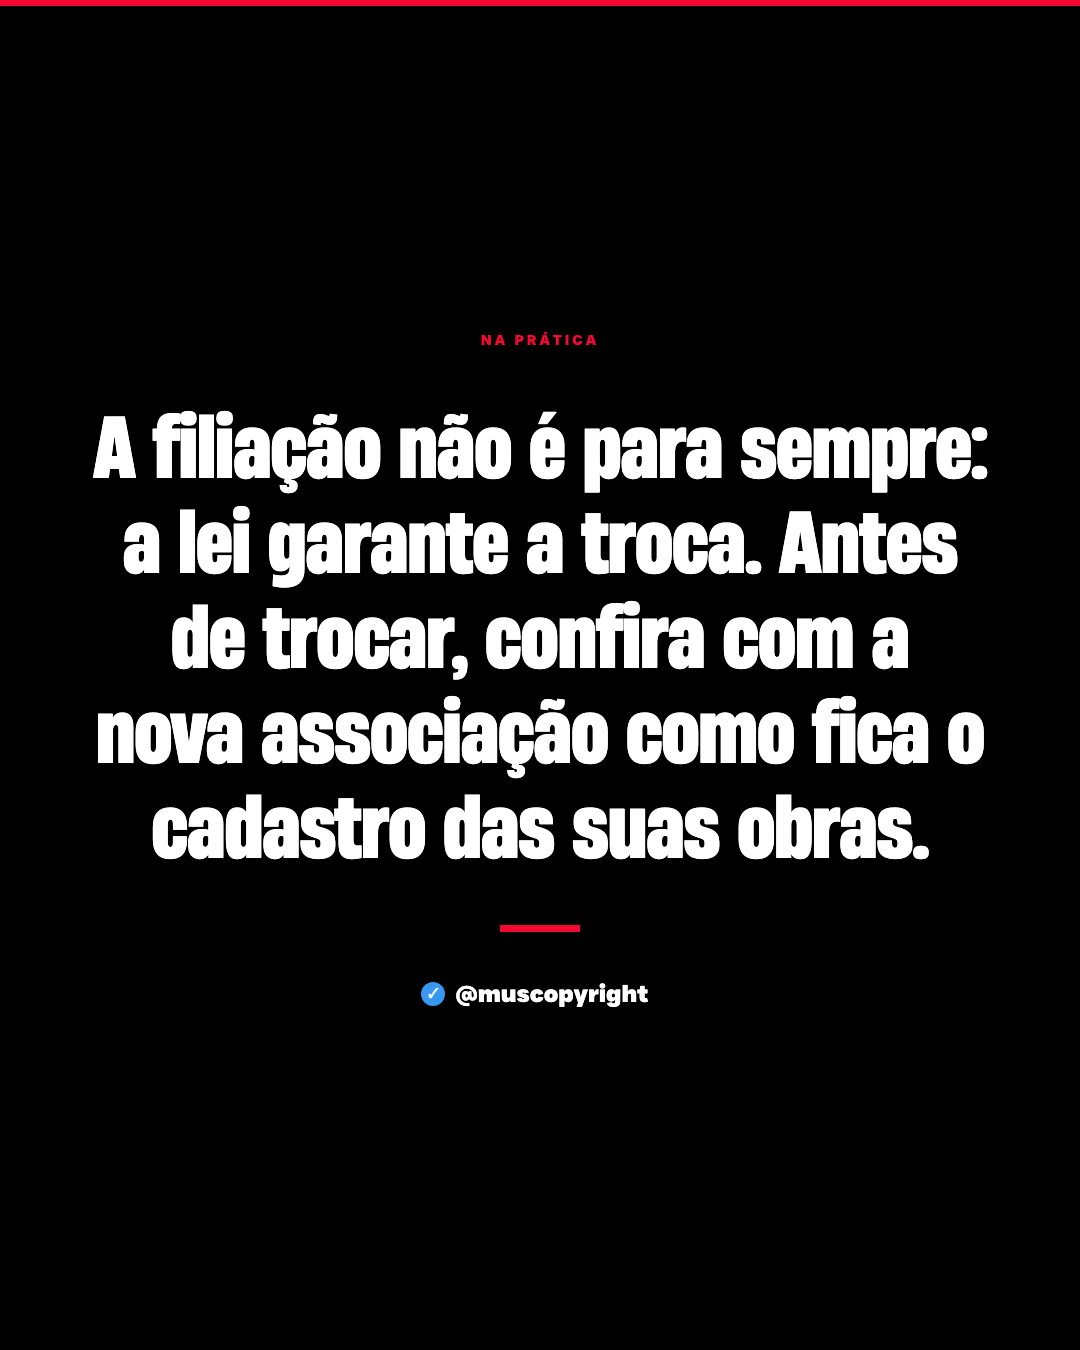 NA PRÁTICA
A filiação não é para sempre:
a lei garante a troca. Antes
de trocar, confira com a
nova associação como fica o
cadastro das suas obras.
@muscopyright